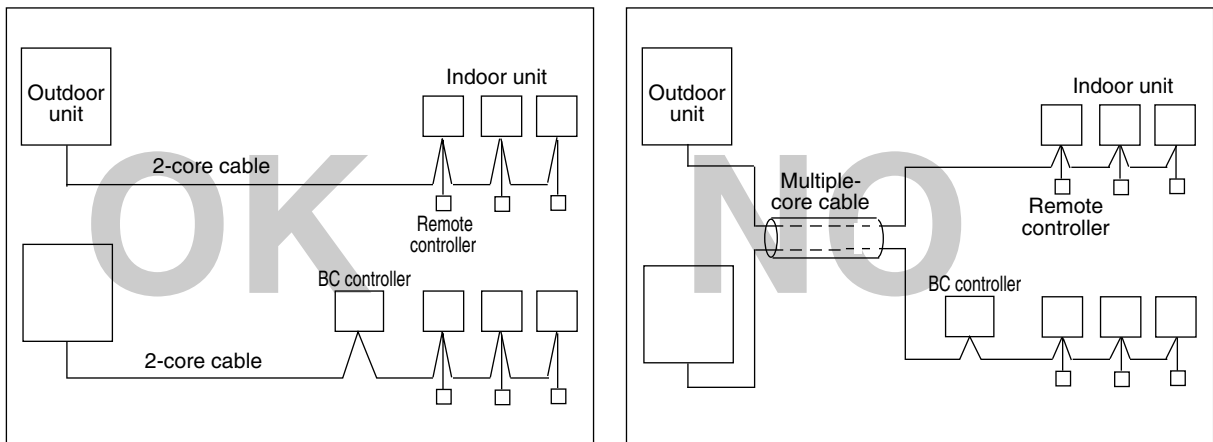 OK
Outdoor
unit
Indoor unit
2-core cable
Remote
controller
BC controller
2-core cable
NO
Outdoor
unit
Indoor unit
Multiple-
core cable
Remote
controller
BC controller